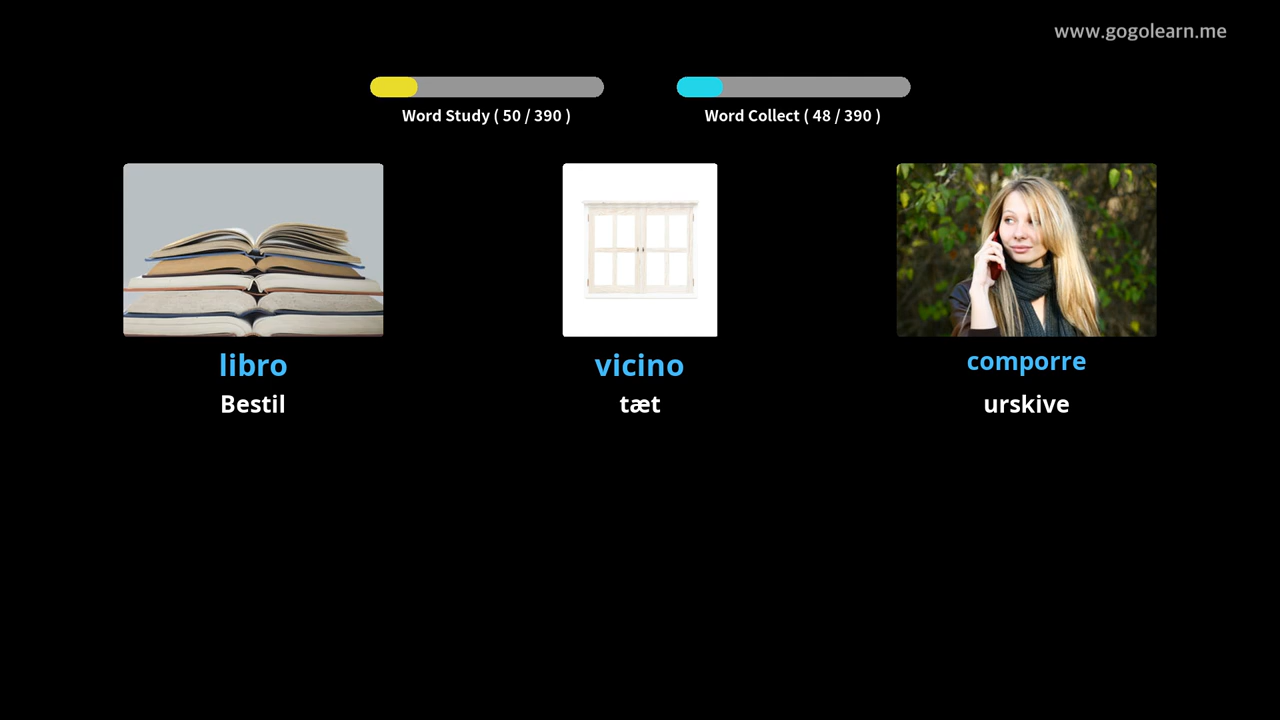 www.gogolearn.me
Word Study ( 50 / 390 )
Word Collect ( 48 / 390 )
libro
Bestil
vicino
tæt
comporre
urskive